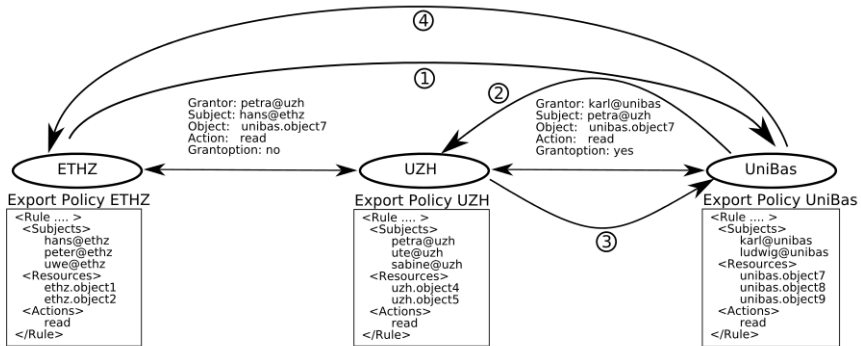 ④
①
②
Grantor: petra@uzh
Subject: hans@ethz
Object: unibas.object7
Action: read
Grantoption: no
Grantor: karl@unibas
Subject: petra@uzh
Object: unibas.object7
Action: read
Grantoption: yes
ETHZ
UZH
UniBas
③
Export Policy ETHZ
<Rule .... >
<Subjects>
hans@ethz
peter@ethz
uwe@ethz
<Resources>
ethz.object1
ethz.object2
<Actions>
read
</Rule>
Export Policy UZH
<Rule .... >
<Subjects>
petra@uzh
ute@uzh
sabine@uzh
<Resources>
uzh.object4
uzh.object5
<Actions>
read
</Rule>
Export Policy UniBas
<Rule .... >
<Subjects>
karl@unibas
ludwig@unibas
<Resources>
unibas.object7
unibas.object8
unibas.object9
<Actions>
read
</Rule>